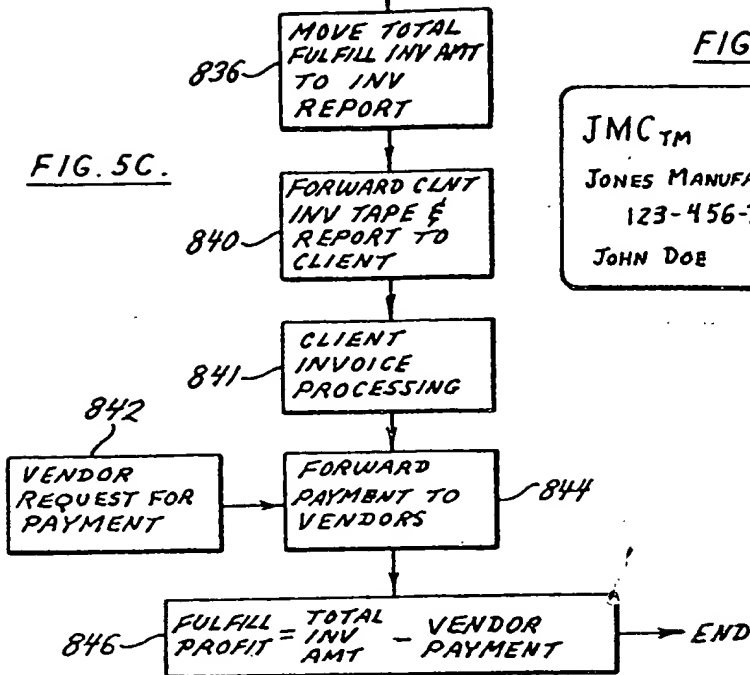 MOVE TOTAL
FULFILL INV AMT
TO INV
REPORT
836
FIG
FIG. 5C.
JMC TM
JONES MANUFA
123-456-
JOHN DOE
FORWARD CLNT
INV TAPE &
REPORT TO
CLIENT
840
CLIENT
INVOICE
PROCESSING
841
842
VENDOR
REQUEST FOR
PAYMENT
FORWARD
PAYMENT TO
VENDORS
844
FULFILL PROFIT = TOTAL INV AMT - VENDOR PAYMENT
846
END